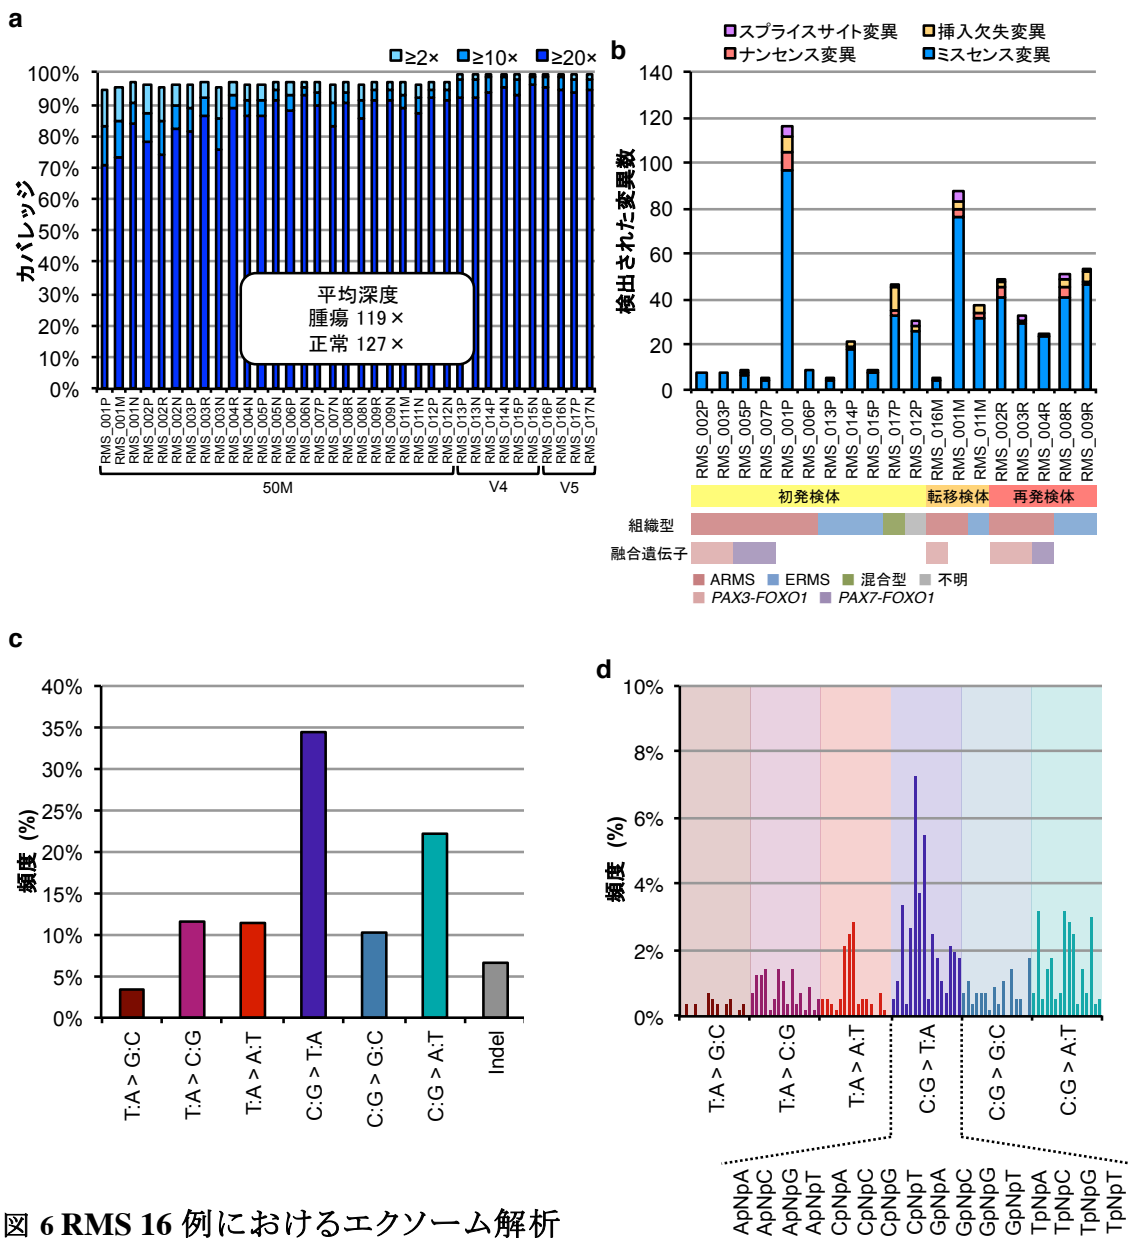 a
≥2×
≥10×
≥20×
100%
90%
80%
70%
60%
50%
40%
30%
20%
10%
0%
カバレッジ
平均深度
腫瘍 119×
正常 127×
RMS_001P
RMS_001M
RMS_001N
RMS_002P
RMS_002R
RMS_002N
RMS_003P
RMS_003R
RMS_003N
RMS_004R
RMS_004N
RMS_005P
RMS_005N
RMS_006P
RMS_006N
RMS_007P
RMS_007N
RMS_008R
RMS_008N
RMS_009R
RMS_009N
RMS_011M
RMS_011N
RMS_012P
RMS_012N
RMS_013P
RMS_013N
RMS_014P
RMS_014N
RMS_015P
RMS_015N
RMS_016P
RMS_016N
RMS_017P
RMS_017N
50M
V4
V5
b
スプライスサイト変異
挿入欠失変異
ナンセンス変異
ミスセンス変異
140
120
100
80
60
40
20
0
検出された変異数
RMS_002P
RMS_003P
RMS_005P
RMS_007P
RMS_001P
RMS_006P
RMS_013P
RMS_014P
RMS_015P
RMS_017P
RMS_012P
RMS_016M
RMS_001M
RMS_011M
RMS_002R
RMS_003R
RMS_004R
RMS_008R
RMS_009R
初発検体
転移検体
再発検体
組織型
融合遺伝子
ARMS
ERMS
混合型
不明
PAX3-FOXO1
PAX7-FOXO1
c
40%
35%
30%
25%
20%
15%
10%
5%
0%
頻度 (%)
T:A > G:C
T:A > C:G
T:A > A:T
C:G > T:A
C:G > G:C
C:G > A:T
Indel
d
10%
8%
6%
4%
2%
0%
頻度 (%)
T:A > G:C
T:A > C:G
T:A > A:T
C:G > T:A
C:G > G:C
C:G > A:T
ApNpA
ApNpC
ApNpG
ApNpT
CpNpA
CpNpC
CpNpG
CpNpT
GpNpA
GpNpC
GpNpG
GpNpT
TpNpA
TpNpC
TpNpG
TpNpT
図 6 RMS 16 例におけるエクソーム解析